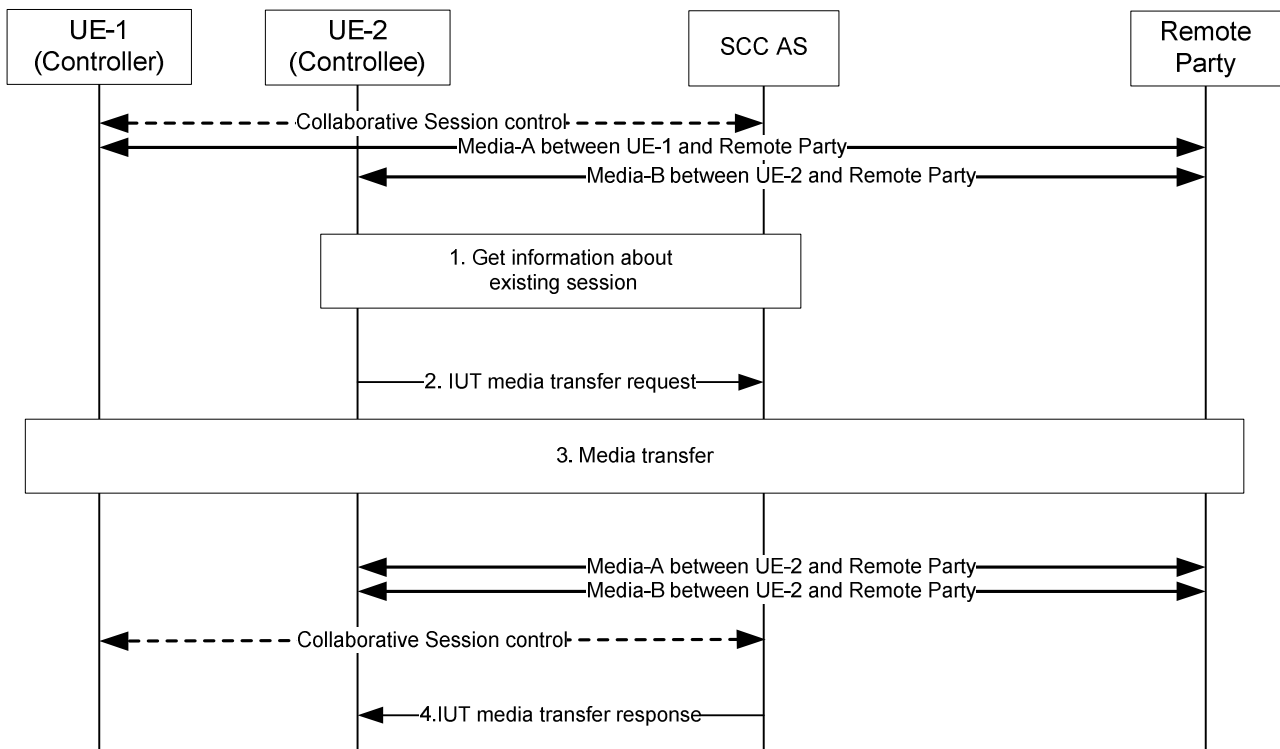 UE-1
(Controller)
UE-2
(Controllee)
SCC AS
Remote
Party
Collaborative Session control
Media-A between UE-1 and Remote Party
Media-B between UE-2 and Remote Party
1. Get information about
existing session
2. IUT media transfer request
3. Media transfer
Media-A between UE-2 and Remote Party
Media-B between UE-2 and Remote Party
Collaborative Session control
4.IUT media transfer response